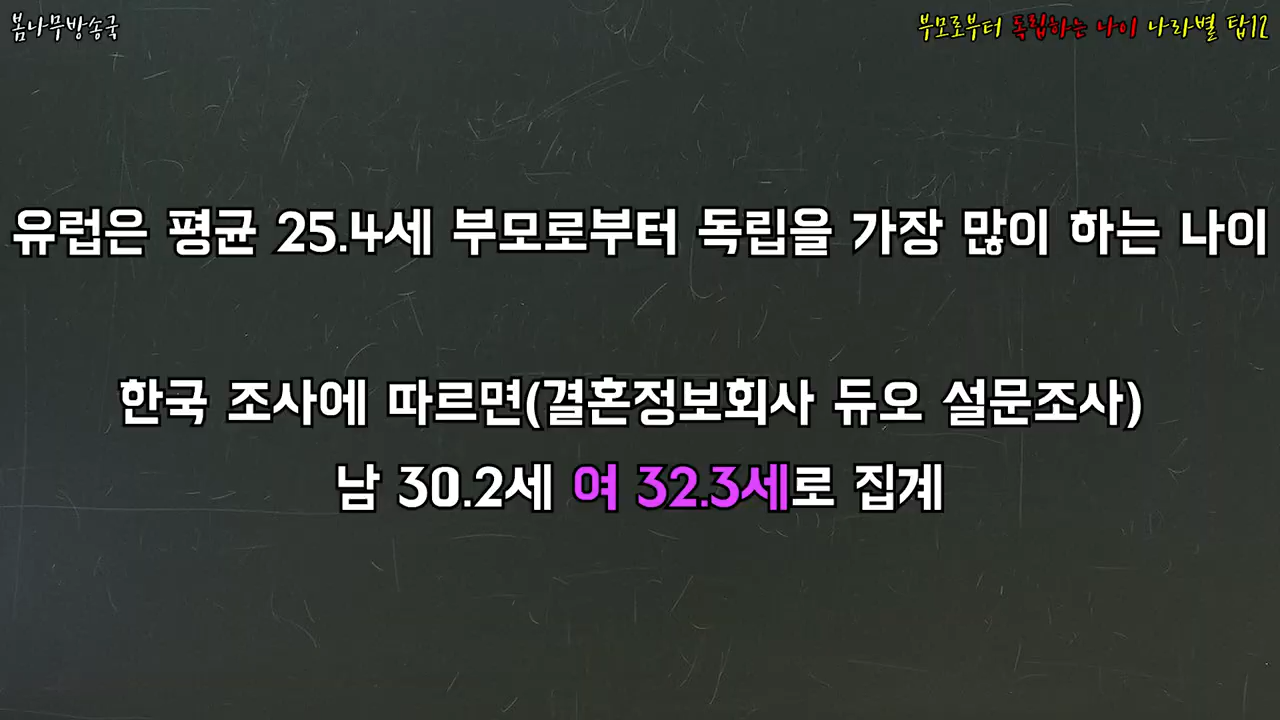 봄나무방송국
부모로부터 독립하는 나이 나라별 탑12
유럽은 평균 25.4세 부모로부터 독립을 가장 많이 하는 나이
한국 조사에 따르면(결혼정보회사 듀오 설문조사)
남 30.2세 여 32.3세로 집계